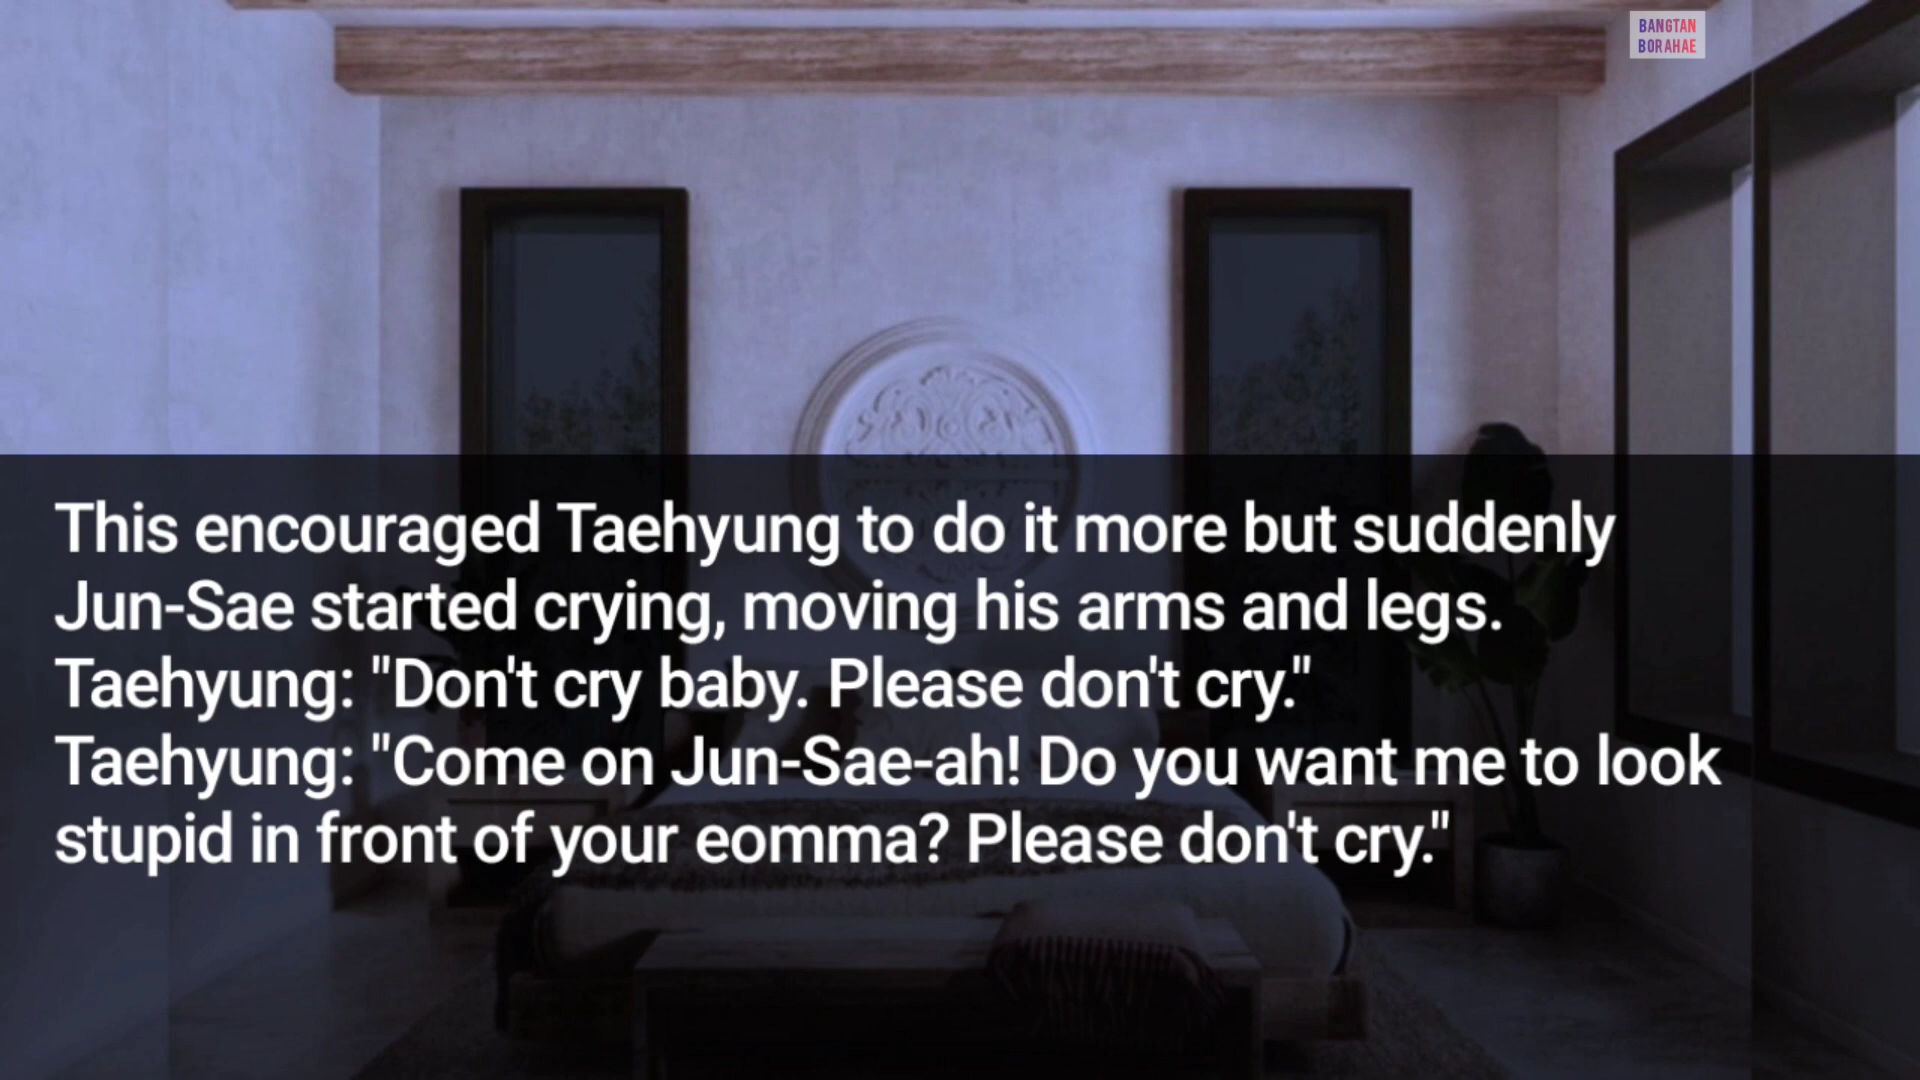 BANGTAN
BORAHAE
This encouraged Taehyung to do it more but suddenly
Jun-Sae started crying, moving his arms and legs.
Taehyung: "Don't cry baby. Please don't cry."
Taehyung: "Come on Jun-Sae-ah! Do you want me to look
stupid in front of your eomma? Please don't cry."